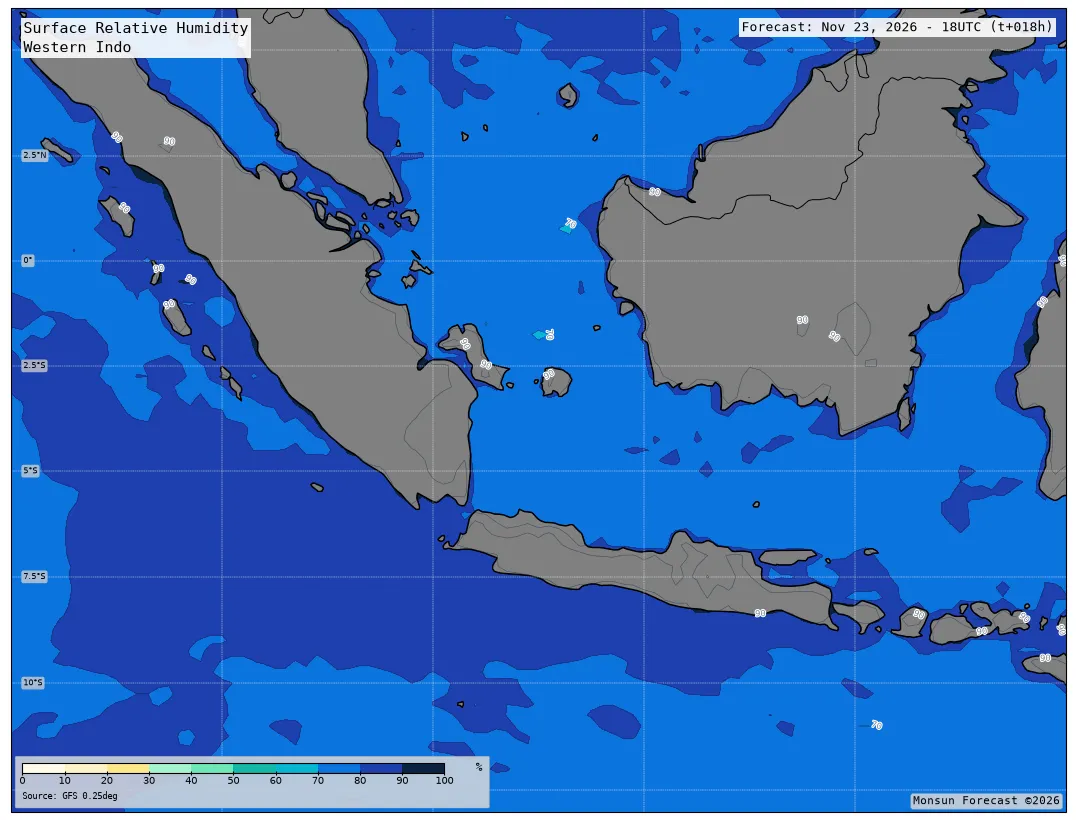 Surface Relative Humidity
Western Indo
Forecast: Nov 23, 2026 - 18UTC (t+018h)
90
90
2.5°N
90
90
70
0°
90
90
90
90
90
90
70
90
90
90
2.5°S
90
5°S
7.5°S
90
90
90
90
90
10°S
70
%
0 10 20 30 40 50 60 70 80 90 100
Source: GFS 0.25deg
Monsun Forecast ©2026